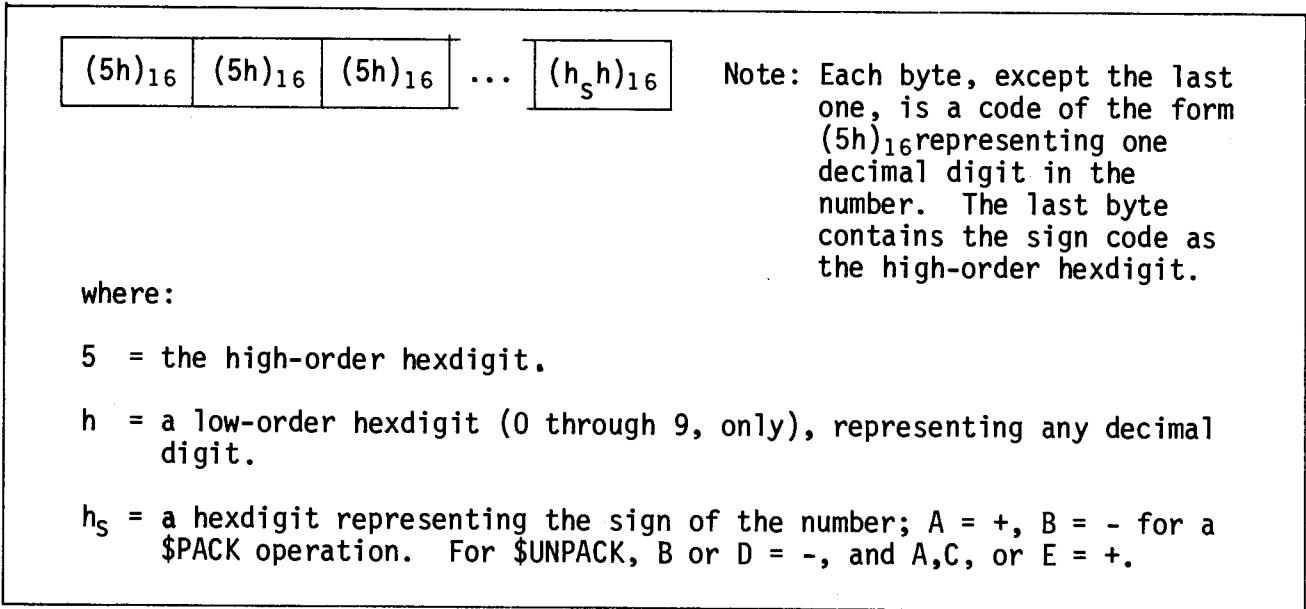 (5h)₁₆ (5h)₁₆ (5h)₁₆ ... (hₛh)₁₆
Note: Each byte, except the last
one, is a code of the form
(5h)₁₆representing one
decimal digit in the
number. The last byte
contains the sign code as
the high-order hexdigit.
where:
5 = the high-order hexdigit.
h = a low-order hexdigit (0 through 9, only), representing any decimal
digit.
hₛ = a hexdigit representing the sign of the number; A = +, B = - for a
$PACK operation. For $UNPACK, B or D = -, and A,C, or E = +.